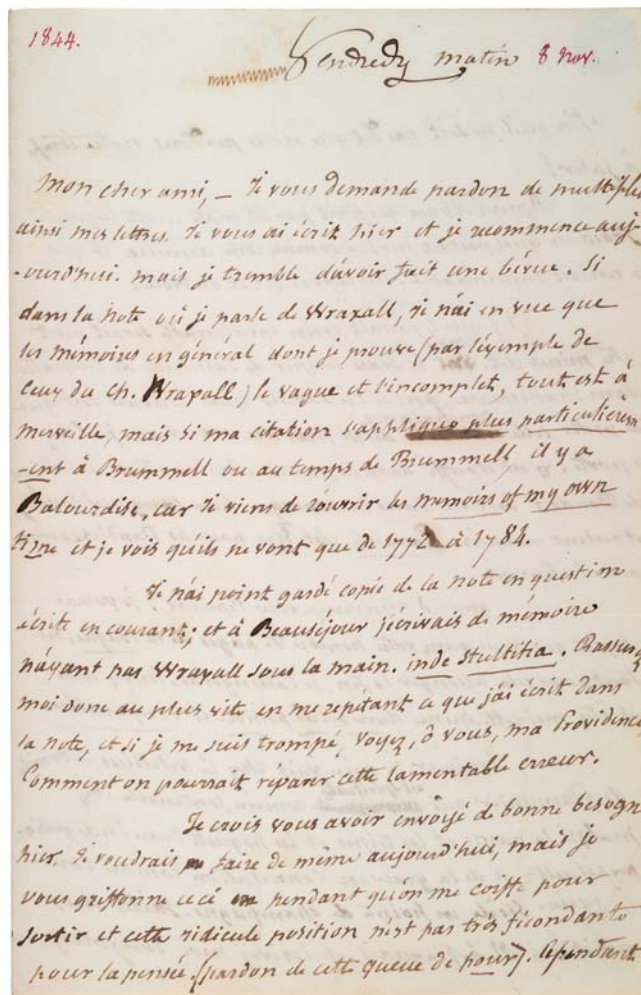 1844.
Vendredy matin 8 nov.
Mon cher ami, – Je vous demande pardon de multiplier
ainsi mes lettres. Je vous ai écrit hier et je recommence auj-
-ourd'hui. mais je tremble d'avoir fait une bévue. Si
dans la note où je parle de Wraxall, je n'ai en vue que
les mémoires en général dont je prouve (par l'exemple de
ceux du Ch. Wraxall) le vague et l'incomplet, tout est à
merveille, mais si ma citation s'applique plus particulièrem
-ent à Brummell ou au temps de Brummell, il y a
Balourdise, car je viens de rouvrir les memoirs of my own
time et je vois qu'ils ne vont que de 1772 à 1784.
Je n'ai point gardé copie de la note en question
écrite en courant; et à Beauséjour j'écrivais de mémoire
n'ayant pas Wraxall sous la main. inde stultitia. Rassurez
moi donc au plus vite en me répétant ce que j'ai écrit dans
la note, et si je me suis trompé, voyez, ô vous, ma Providence,
Comment on pourrait réparer cette lamentable erreur.
Je crois vous avoir envoyé de bonne besogn
hier. Je voudrais faire de même aujourd'hui, mais je
vous griffonne ceci pendant qu'on me coiffe pour
sortir et cette ridicule position n'est pas très fécondante
pour la pensée. (pardon de cette queue de pour). Cependant